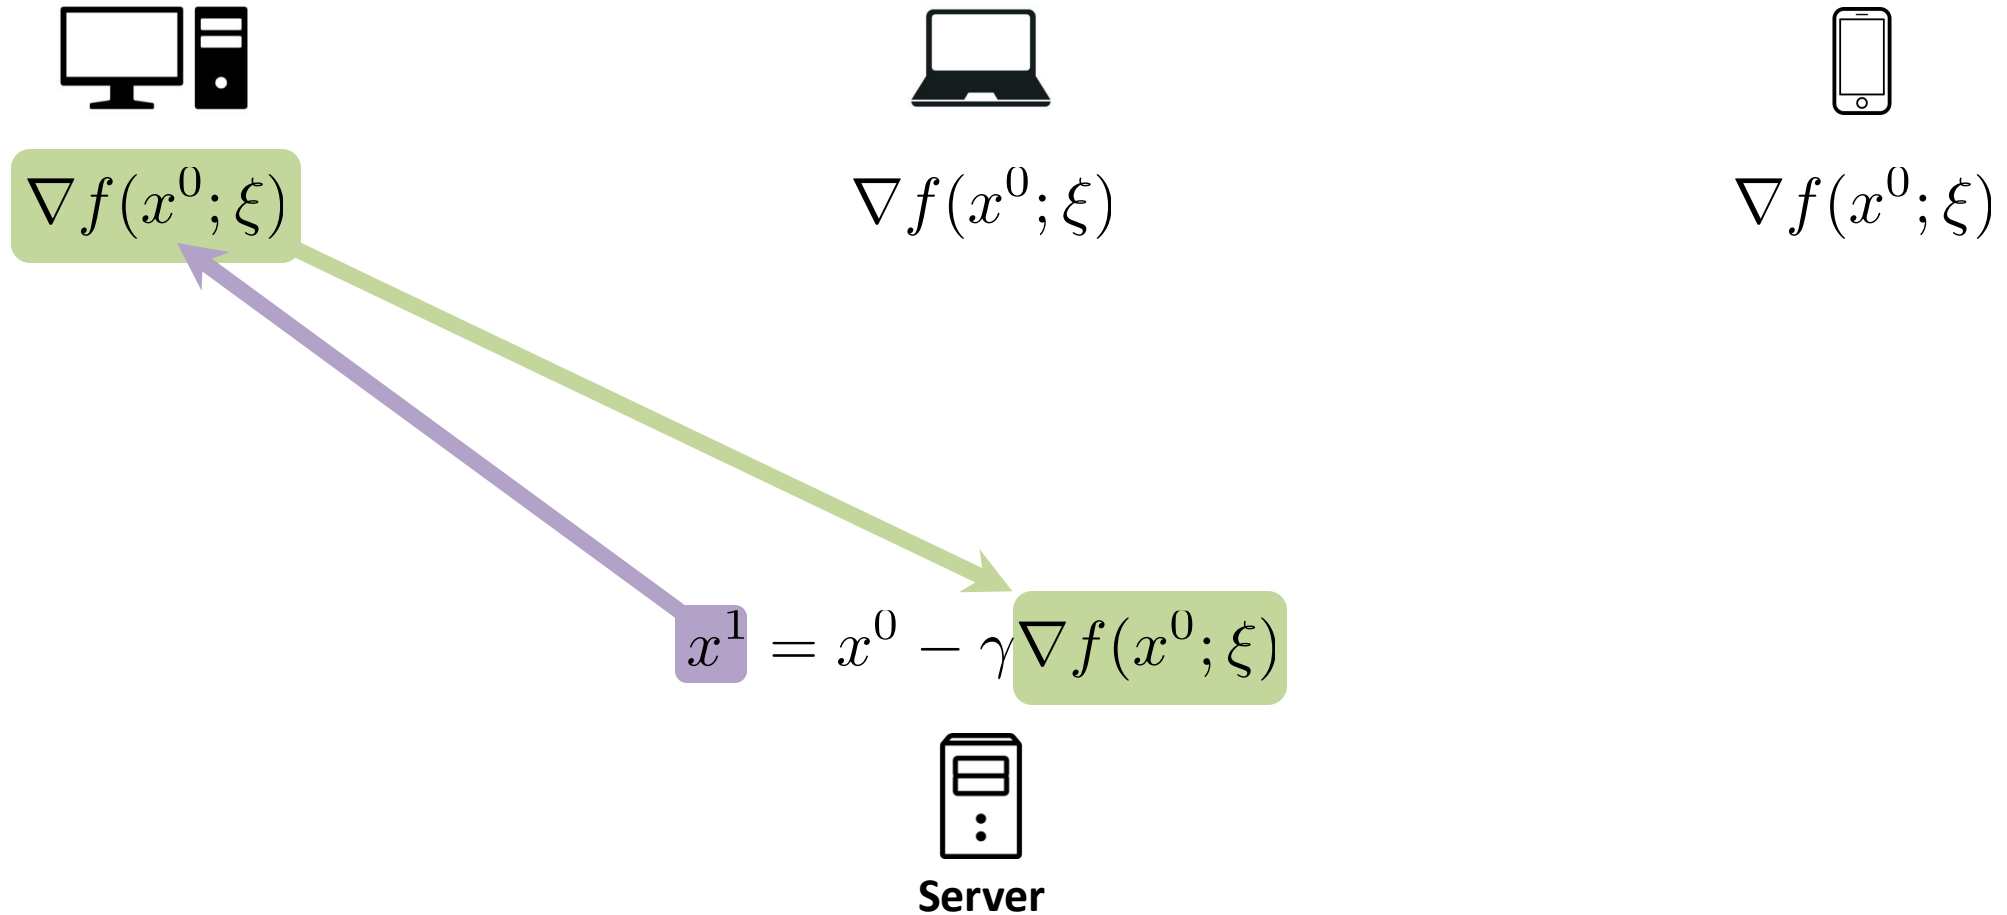 ∇f(x⁰; ξ) ∇f(x⁰; ξ) ∇f(x⁰; ξ)
x¹ = x⁰ − γ∇f(x⁰; ξ)
Server